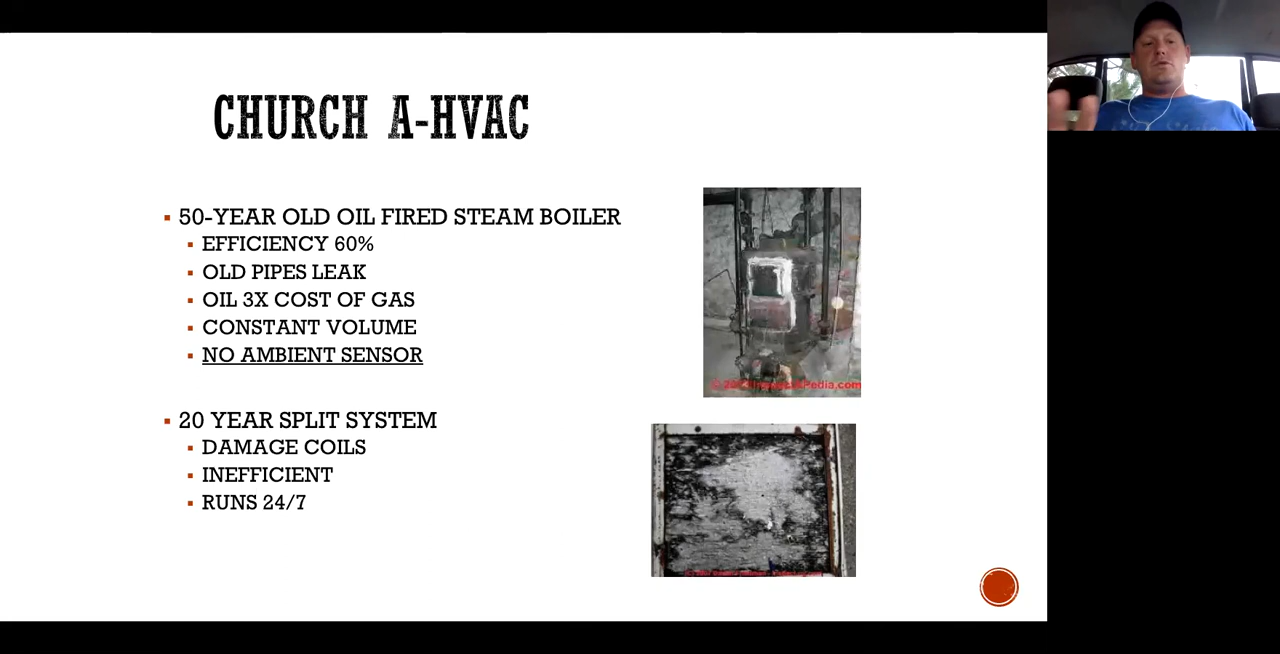 CHURCH A-HVAC
▪ 50-YEAR OLD OIL FIRED STEAM BOILER
▪ EFFICIENCY 60%
▪ OLD PIPES LEAK
▪ OIL 3X COST OF GAS
▪ CONSTANT VOLUME
▪ NO AMBIENT SENSOR
▪ 20 YEAR SPLIT SYSTEM
▪ DAMAGE COILS
▪ INEFFICIENT
▪ RUNS 24/7